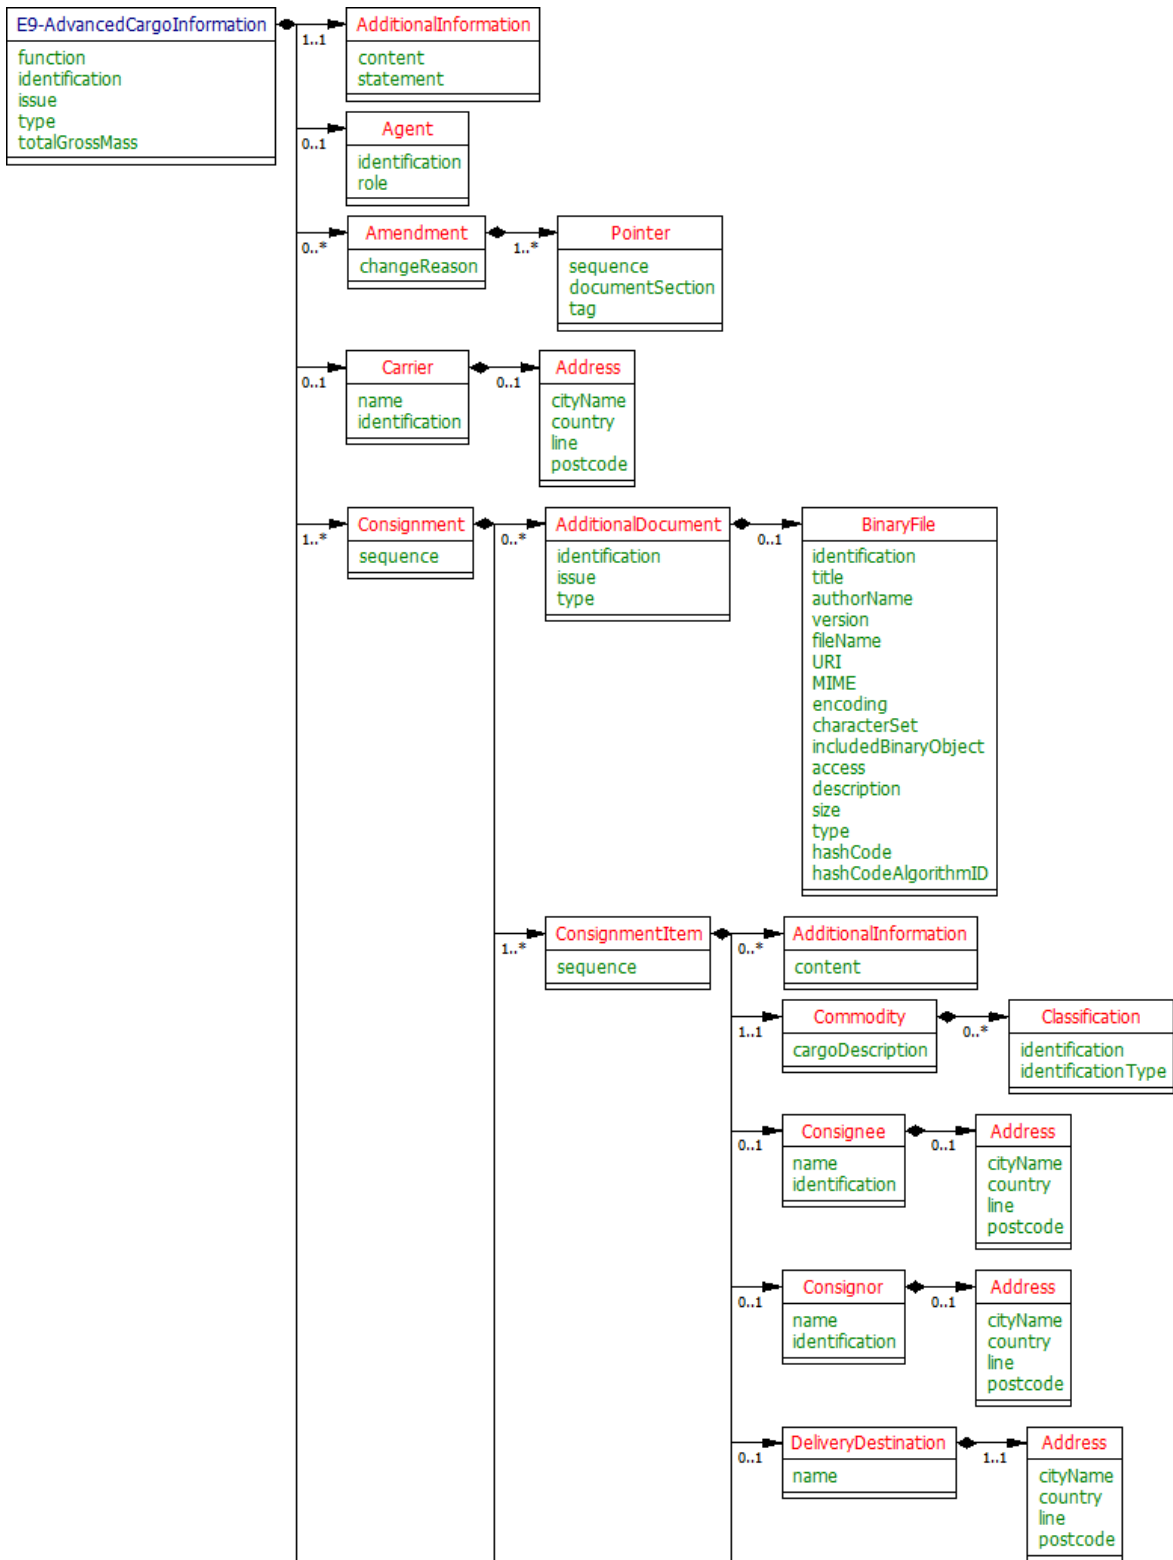 E9-AdvancedCargoInformation
function
identification
issue
type
totalGrossMass
1..1
AdditionalInformation
content
statement
0..1
Agent
identification
role
0..*
Amendment
changeReason
1..*
Pointer
sequence
documentSection
tag
0..1
Carrier
name
identification
0..1
Address
cityName
country
line
postcode
1..*
Consignment
sequence
0..*
AdditionalDocument
identification
issue
type
0..1
BinaryFile
identification
title
authorName
version
fileName
URI
MIME
encoding
characterSet
includedBinaryObject
access
description
size
type
hashCode
hashCodeAlgorithmID
1..*
ConsignmentItem
sequence
0..*
AdditionalInformation
content
1..1
Commodity
cargoDescription
0..*
Classification
identification
identificationType
0..1
Consignee
name
identification
0..1
Address
cityName
country
line
postcode
0..1
Consignor
name
identification
0..1
Address
cityName
country
line
postcode
0..1
DeliveryDestination
name
1..1
Address
cityName
country
line
postcode